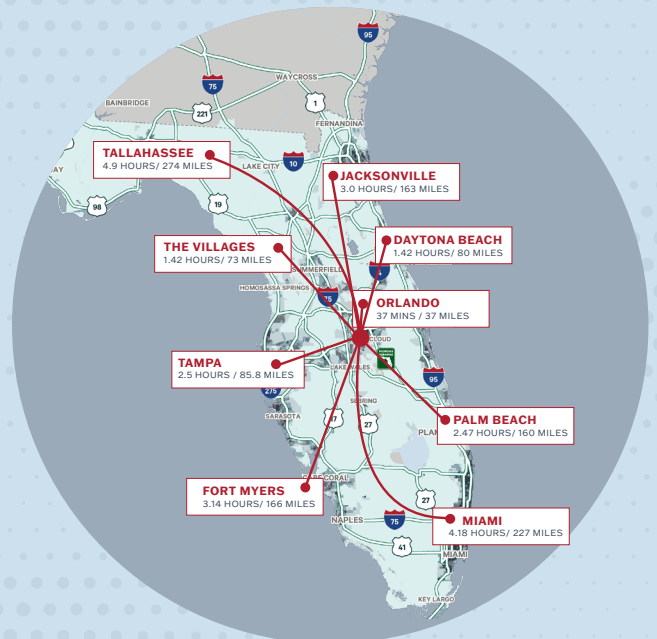 95
75
WAYCROSS
BAINBRIDGE
1
221
FERNANDINA
TALLAHASSEE
4.9 HOURS/ 274 MILES
LAKE CITY
10
JACKSONVILLE
3.0 HOURS/ 163 MILES
98
19
THE VILLAGES
1.42 HOURS/ 73 MILES
DAYTONA BEACH
1.42 HOURS/ 80 MILES
SUMMERFIELD
4
HOMOSASSA SPRINGS
75
ORLANDO
37 MINS / 37 MILES
CLOUD
TAMPA
2.5 HOURS / 85.8 MILES
LAKE WALES
95
275
SARASOTA
27
PALM BEACH
2.47 HOURS/ 160 MILES
FORT MYERS
3.14 HOURS/ 166 MILES
27
NAPLES
75
MIAMI
4.18 HOURS/ 227 MILES
41
MIAMI
KEY LARGO